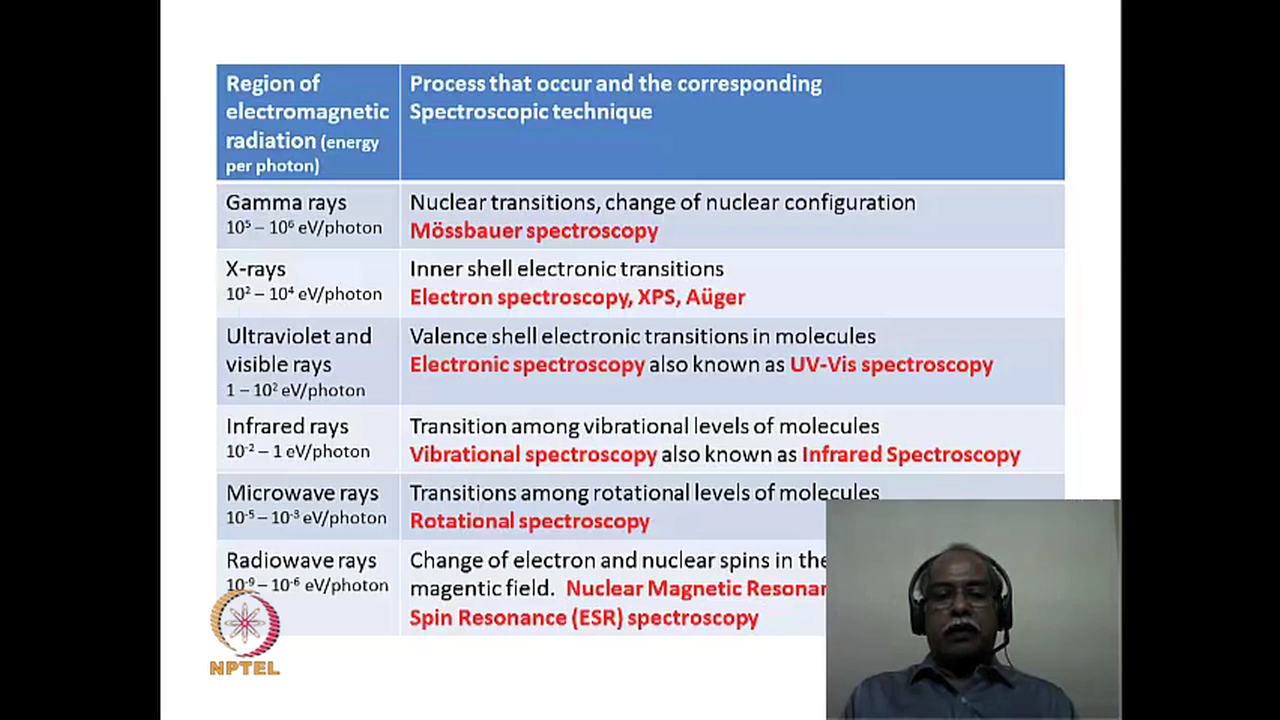 Region of
electromagnetic
radiation (energy
per photon)
Process that occur and the corresponding
Spectroscopic technique
Gamma rays
10⁵ – 10⁶ eV/photon
Nuclear transitions, change of nuclear configuration
Mössbauer spectroscopy
X-rays
10² – 10⁴ eV/photon
Inner shell electronic transitions
Electron spectroscopy, XPS, Aüger
Ultraviolet and
visible rays
1 – 10² eV/photon
Valence shell electronic transitions in molecules
Electronic spectroscopy also known as UV-Vis spectroscopy
Infrared rays
10⁻² – 1 eV/photon
Transition among vibrational levels of molecules
Vibrational spectroscopy also known as Infrared Spectroscopy
Microwave rays
10⁻⁵ – 10⁻³ eV/photon
Transitions among rotational levels of molecules
Rotational spectroscopy
Radiowave rays
10⁻⁹ – 10⁻⁶ eV/photon
Change of electron and nuclear spins in the
magentic field. Nuclear Magnetic
Spin Resonance (ESR) spectroscopy
NPTEL